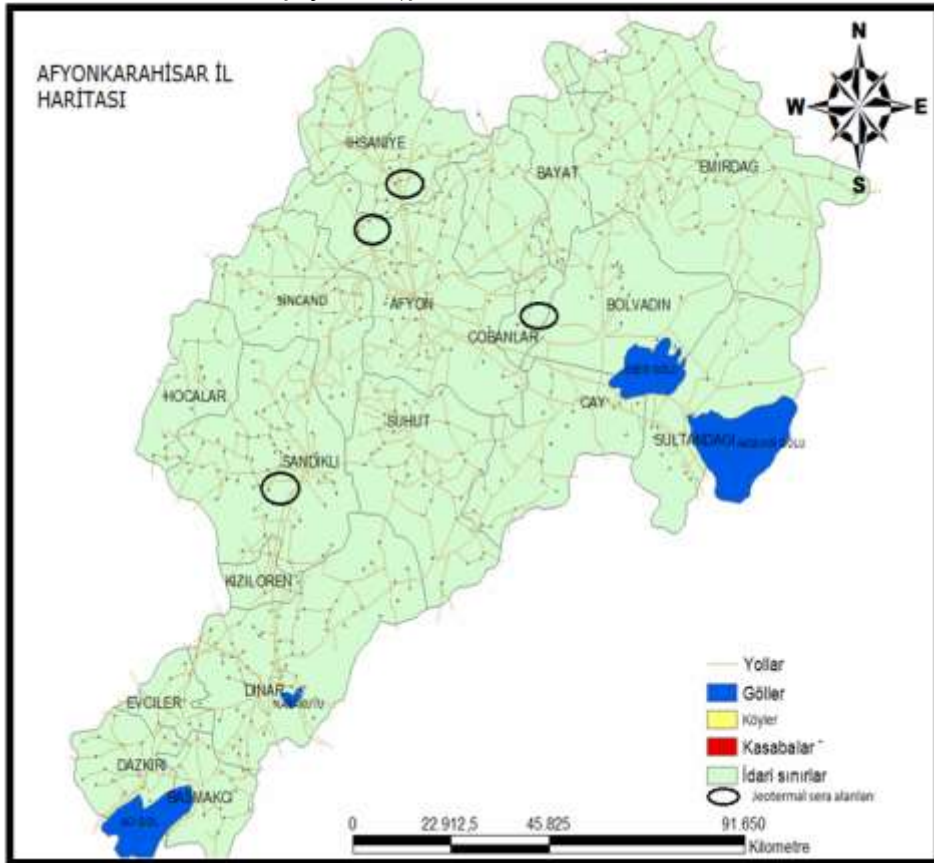 AFYONKARAHİSAR İL
HARİTASI
N
W
E
S
İHSANİYE
BAYAT
EMIRDAG
SINCAND
AFYON
BOLVADIN
COBANLAR
HOCALAR
CAY
SUHUT
SULTANDAGI
SANDIKLI
KIZILOREN
DINAR
EVCILER
DAZKIRI
BASMAKCI
Yollar
Göller
Köyler
Kasabalar
İdari sınırlar
Jeotermal sera alanları
0
22.912,5
45.825
91.650
Kilometre